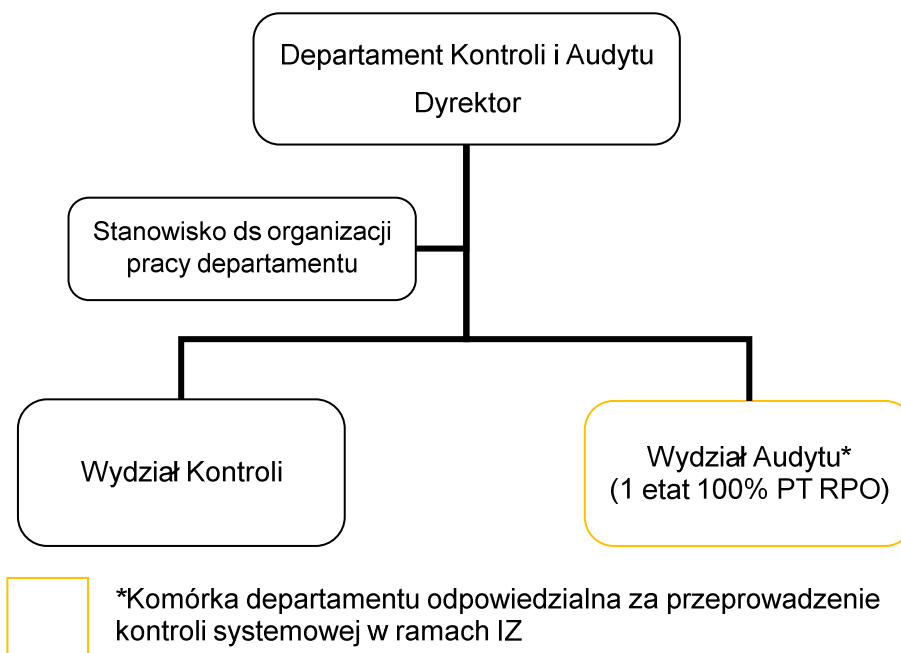 Departament Kontroli i Audytu
Dyrektor
Stanowisko ds organizacji
pracy departamentu
Wydział Kontroli
Wydział Audytu*
(1 etat 100% PT RPO)
*Komórka departamentu odpowiedzialna za przeprowadzenie
kontroli systemowej w ramach IZ